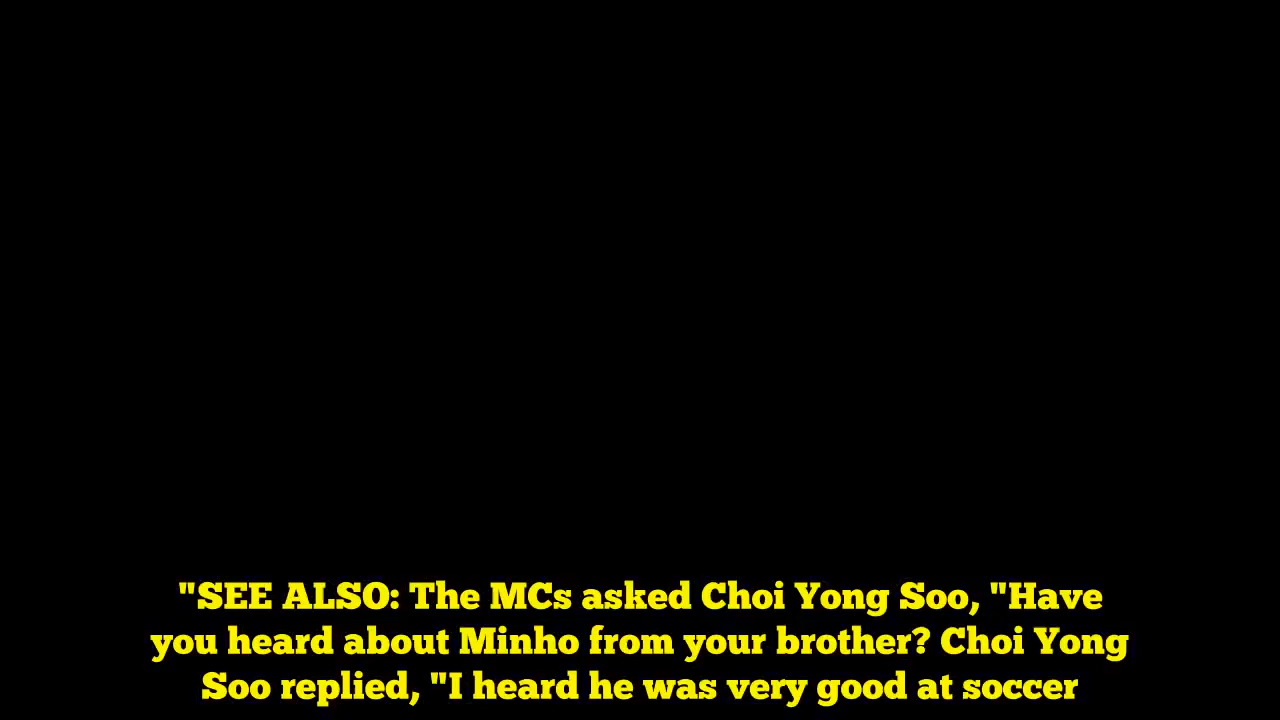 "SEE ALSO: The MCs asked Choi Yong Soo, "Have
you heard about Minho from your brother? Choi Yong
Soo replied, "I heard he was very good at soccer